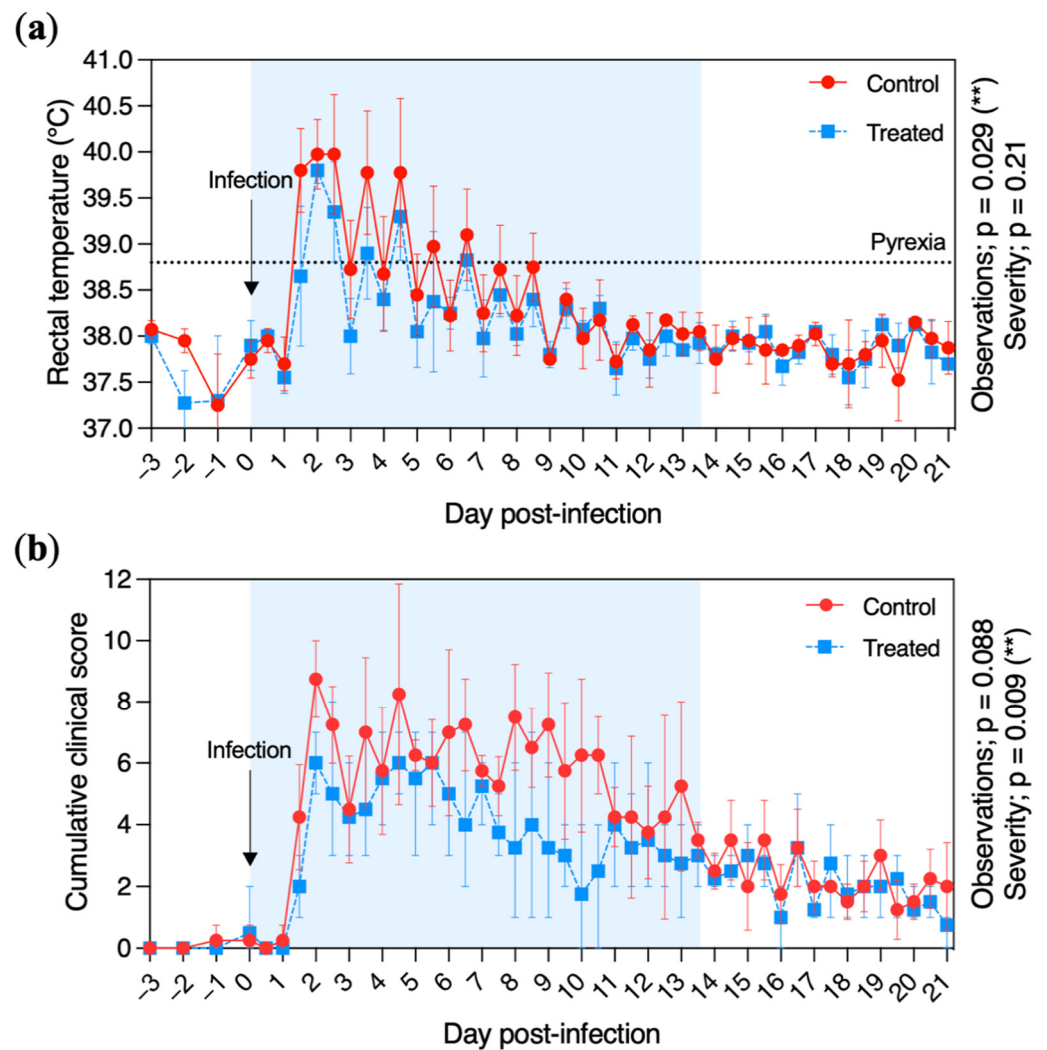 (a)
41.0
40.5
40.0
39.5
39.0
38.5
38.0
37.5
37.0
Rectal temperature (°C)
Infection
Control
Treated
Pyrexia
Observations; p = 0.029 (**)
Severity; p = 0.21
−3 −2 −1 0 1 2 3 4 5 6 7 8 9 10 11 12 13 14 15 16 17 18 19 20 21
Day post-infection
(b)
12
10
8
6
4
2
0
Cumulative clinical score
Infection
Control
Treated
Observations; p = 0.088
Severity; p = 0.009 (**)
−3 −2 −1 0 1 2 3 4 5 6 7 8 9 10 11 12 13 14 15 16 17 18 19 20 21
Day post-infection